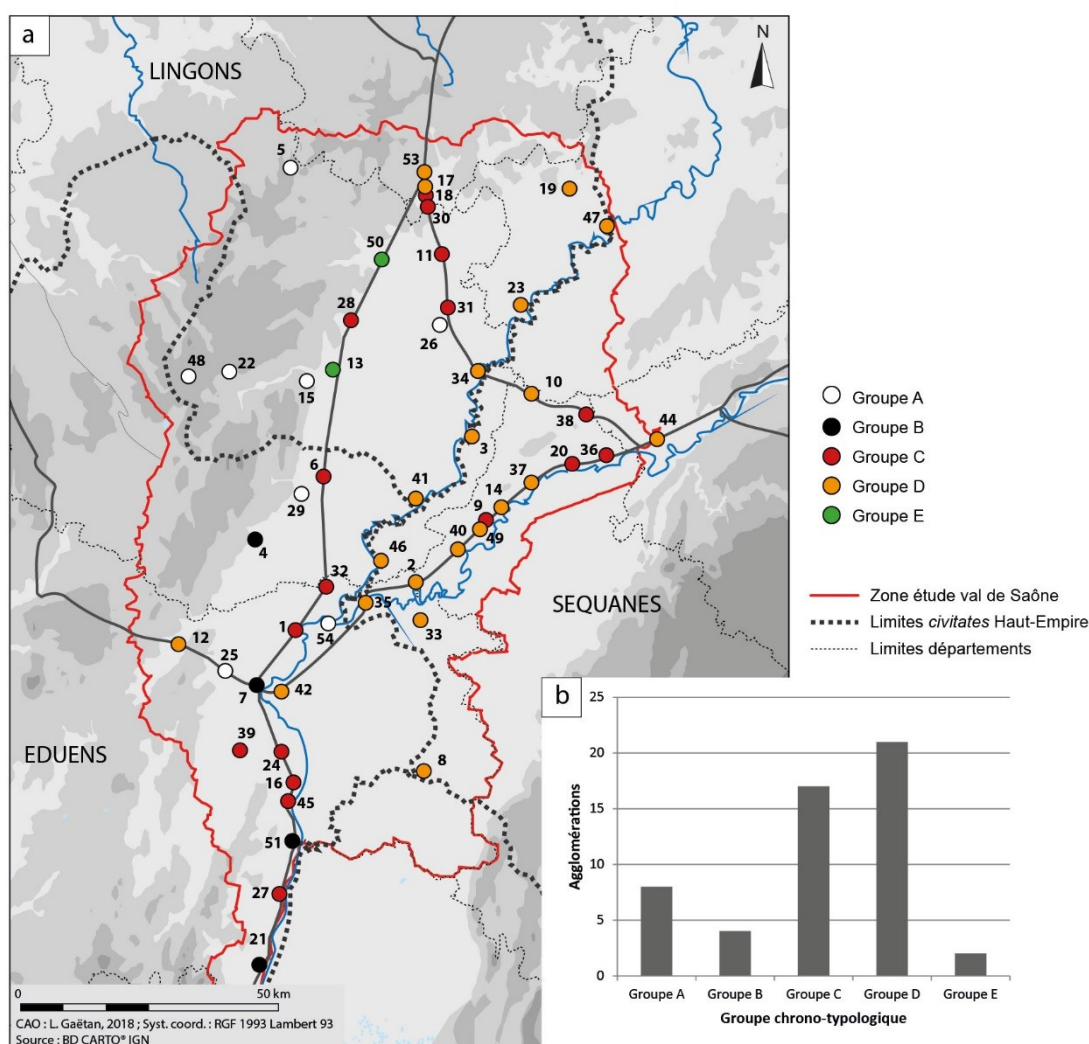 a
N
LINGONS
5
53
17
18
19
30
47
50
11
23
28
31
26
48
22
13
15
34
10
44
38
6
3
20
36
29
41
37
14
9
4
40
49
46
2
32
SEQUANES
35
1
54
33
12
25
7
42
EDUENS
39
24
8
16
45
51
27
21
0 50 km
CAO : L. Gaëtan, 2018 ; Syst. coord. : RGF 1993 Lambert 93
Source : BD CARTO® IGN
Groupe A
Groupe B
Groupe C
Groupe D
Groupe E
Zone étude val de Saône
Limites civitates Haut-Empire
Limites départements
b
Agglomérations
25
20
15
10
5
0
Groupe A Groupe B Groupe C Groupe D Groupe E
Groupe chrono-typologique